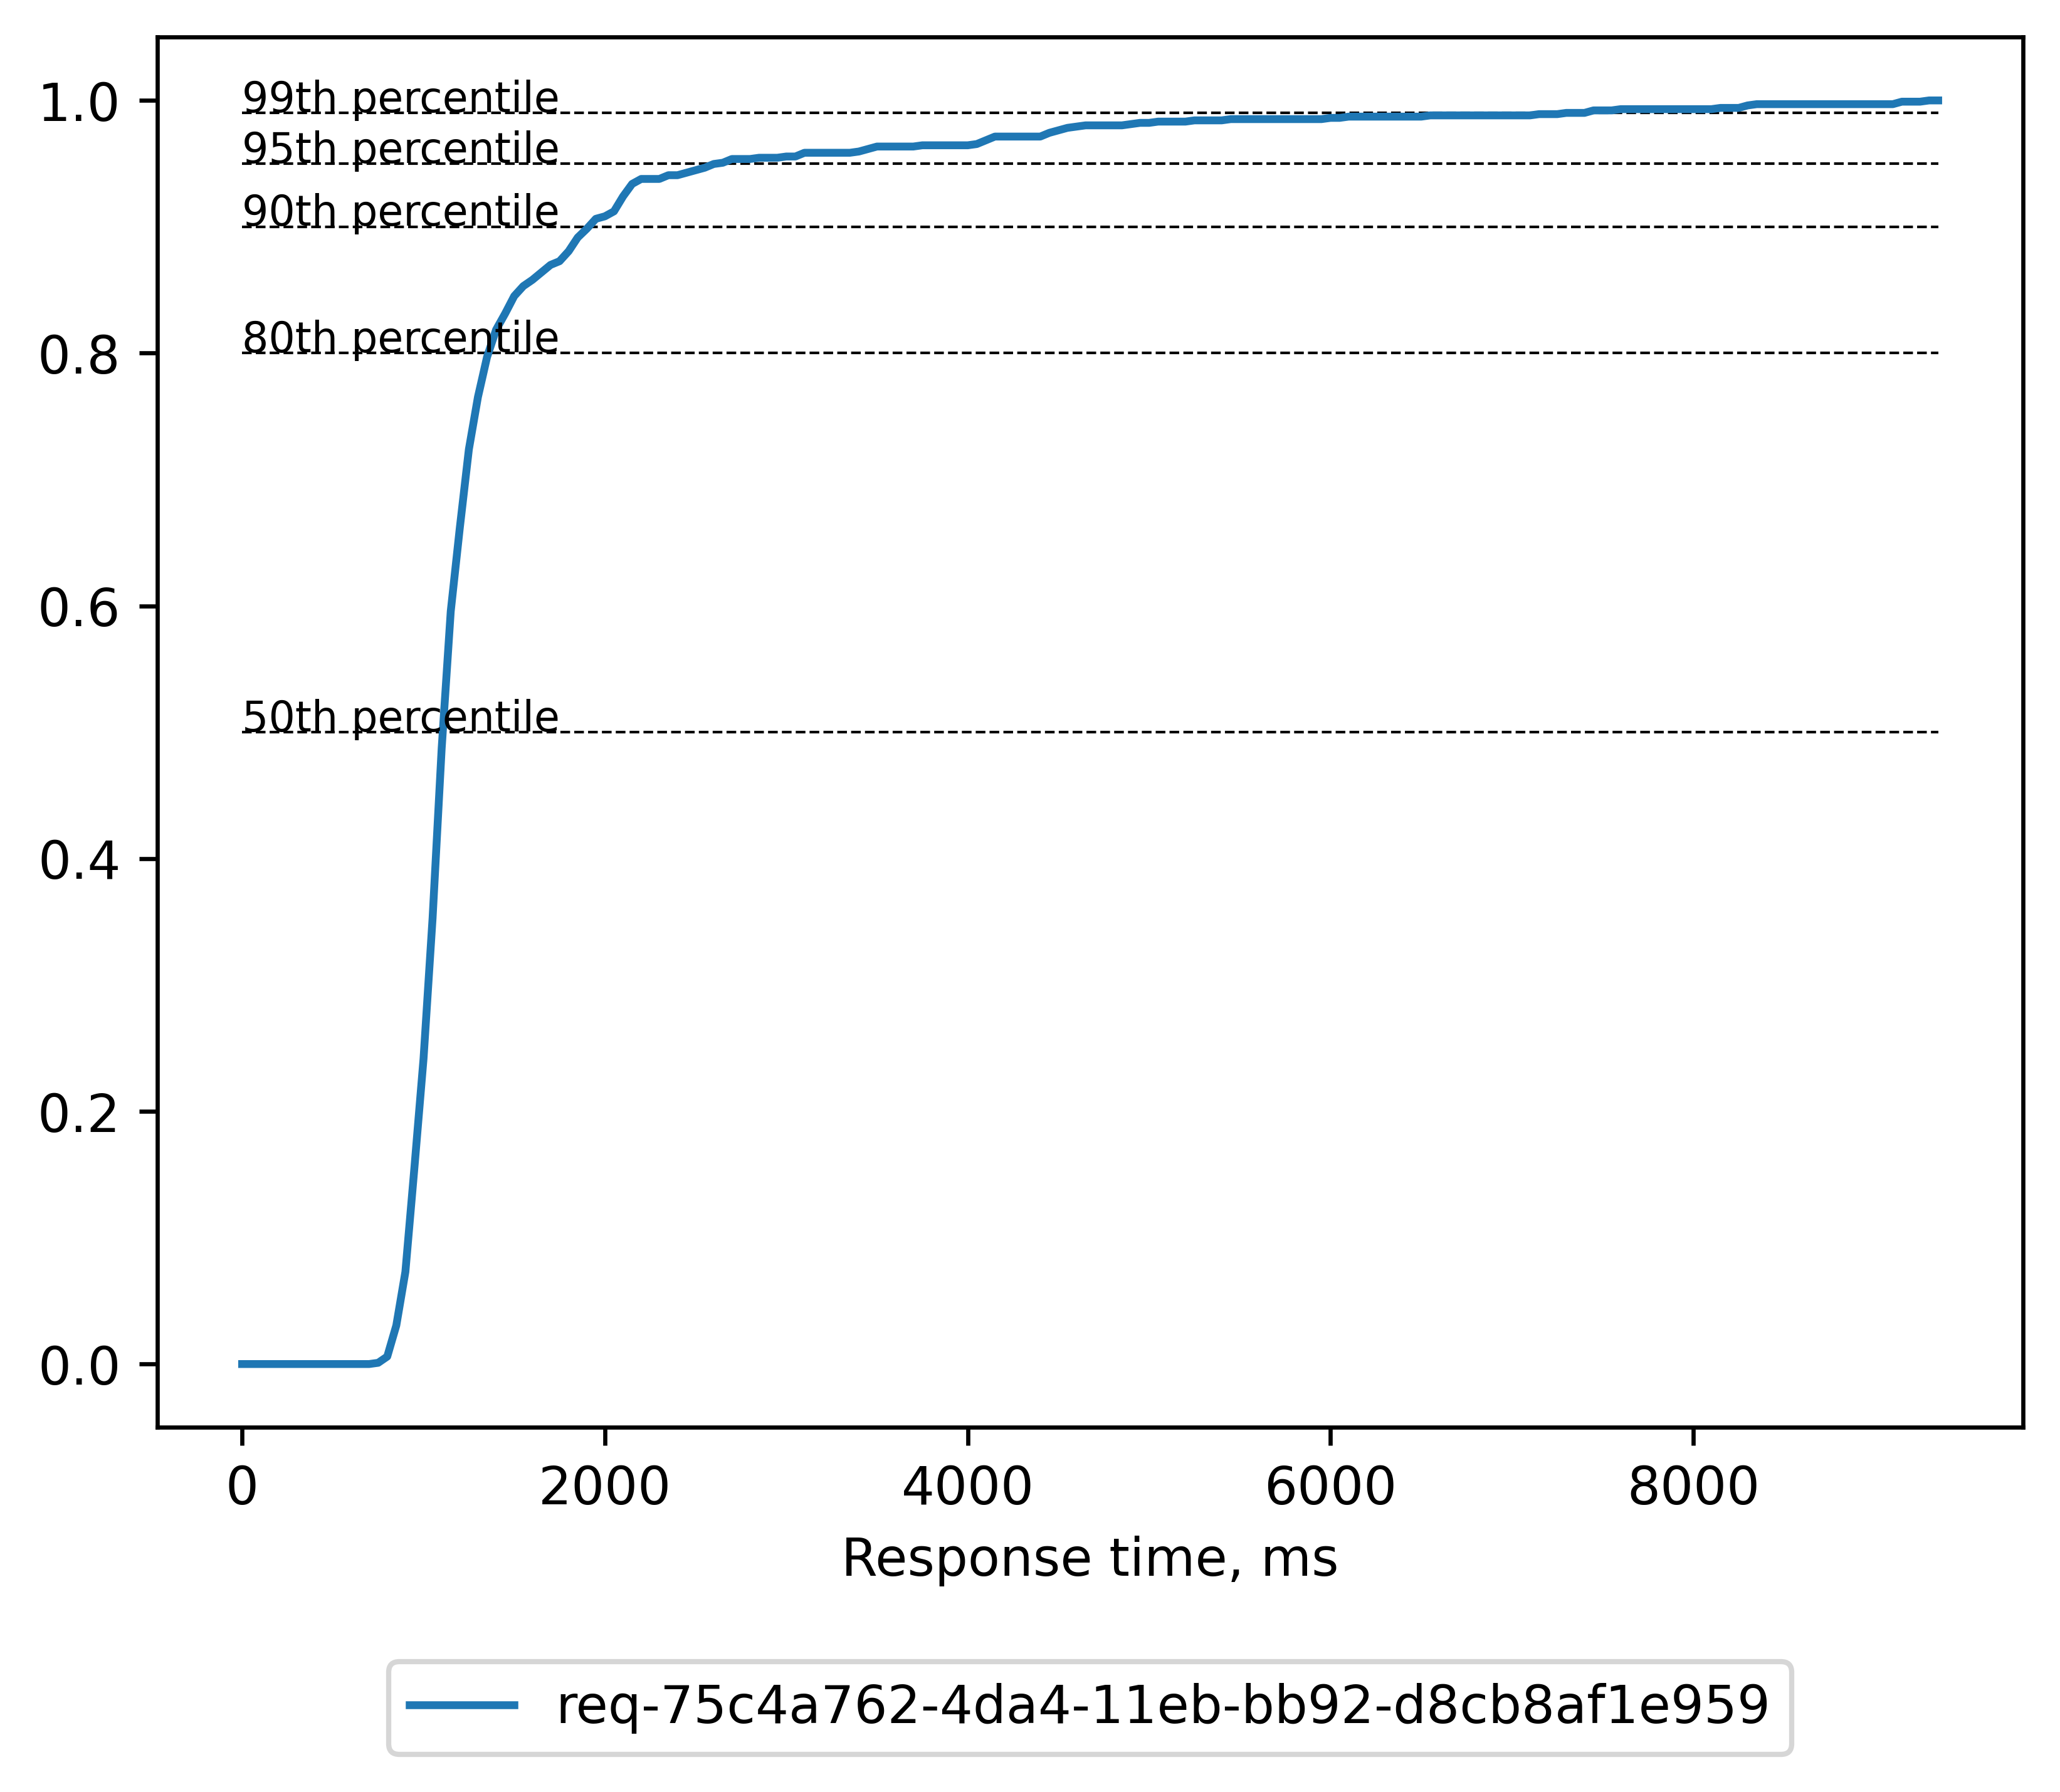 1.0
99th percentile
95th percentile
90th percentile
0.8
80th percentile
0.6
50th percentile
0.4
0.2
0.0
0 2000 4000 6000 8000
Response time, ms
req-75c4a762-4da4-11eb-bb92-d8cb8af1e959